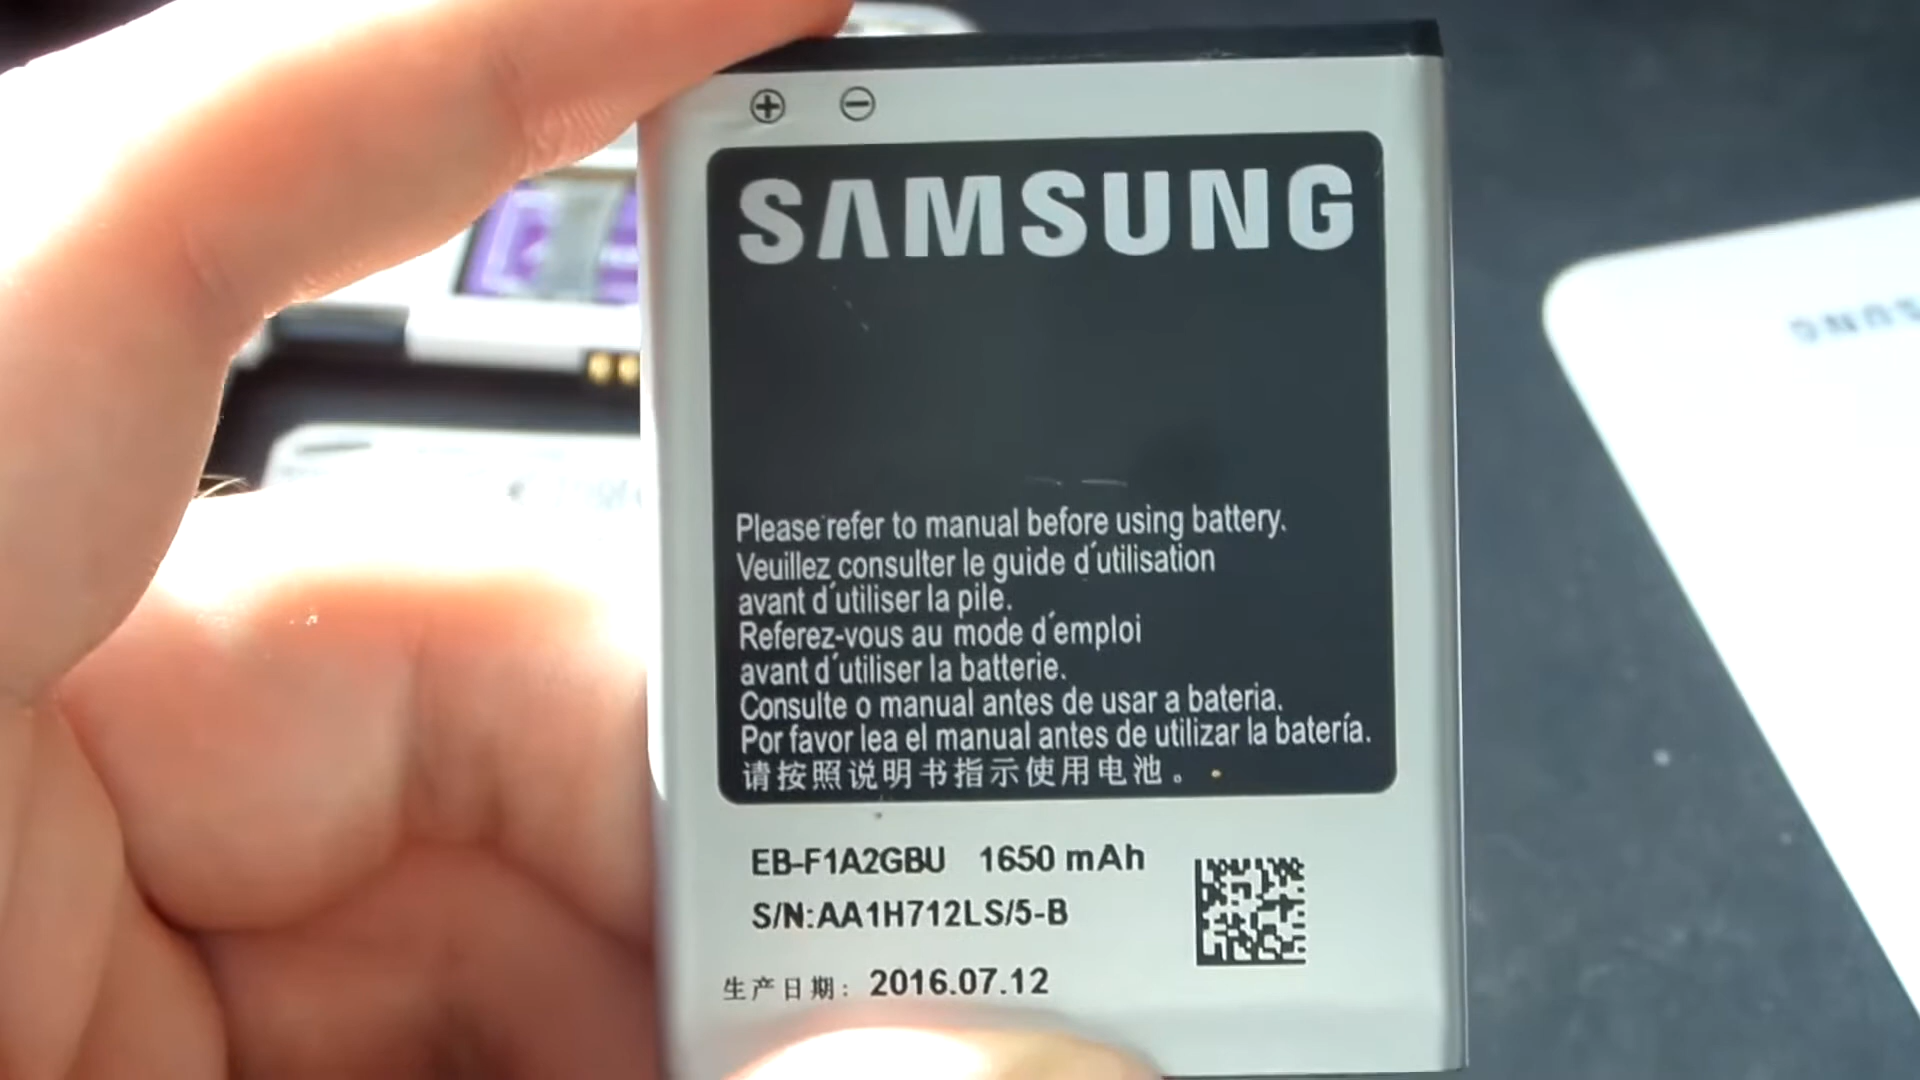 SAMSUNG
Please refer to manual before using battery.
Veuillez consulter le guide d´utilisation
avant d´utiliser la pile.
Referez-vous au mode d´emploi
avant d´utiliser la batterie.
Consulte o manual antes de usar a bateria.
Por favor lea el manual antes de utilizar la batería.
请按照说明书指示使用电池。
EB-F1A2GBU 1650 mAh
S/N:AA1H712LS/5-B
生产日期: 2016.07.12